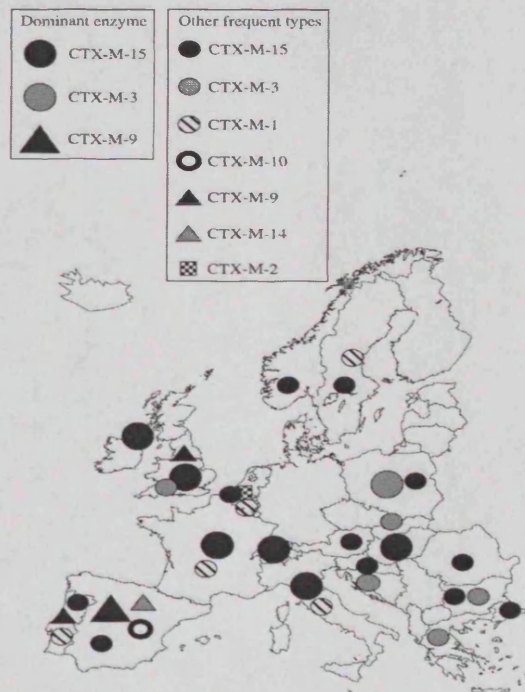 Dominant enzyme
CTX-M-15
CTX-M-3
CTX-M-9
Other frequent types
CTX-M-15
CTX-M-3
CTX-M-1
CTX-M-10
CTX-M-9
CTX-M-14
CTX-M-2